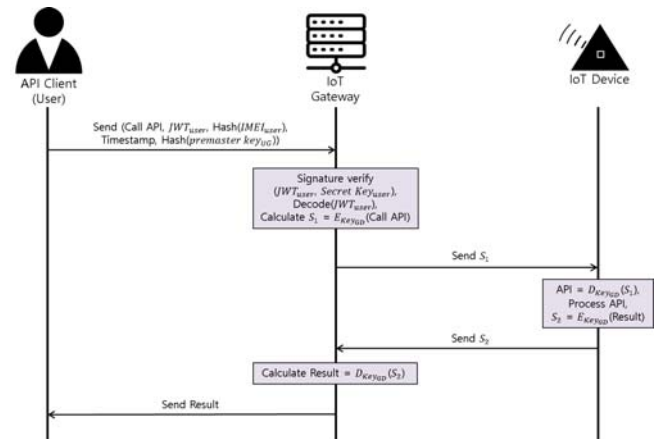 API Client
(User)
IoT
Gateway
IoT Device
Send (Call API, JWT_user, Hash(IMEI_user),
Timestamp, Hash(premaster key_UG))
Signature verify
(JWT_user, Secret Key_user),
Decode(JWT_user),
Calculate S_1 = E_Key_GD(Call API)
Send S_1
API = D_Key_GD(S_1),
Process API,
S_2 = E_Key_GD(Result)
Send S_2
Calculate Result = D_Key_GD(S_2)
Send Result